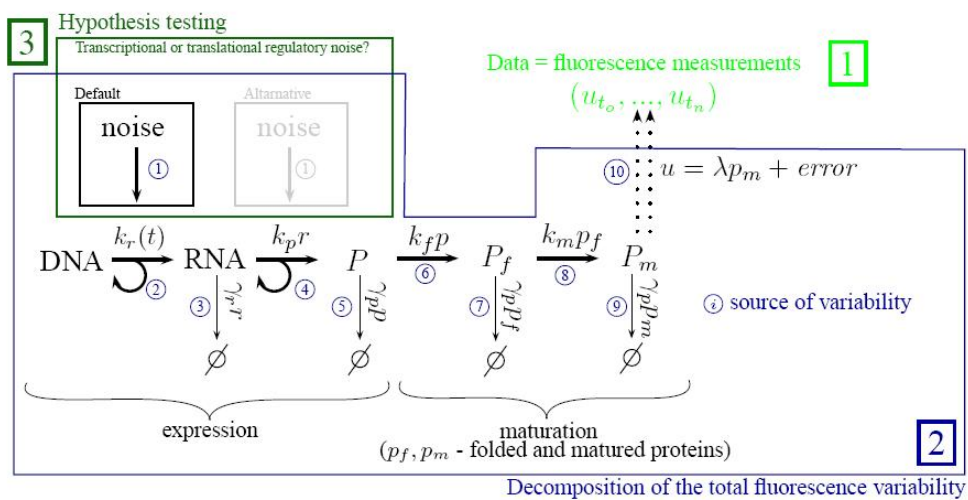 3
Hypothesis testing
Transcriptional or translational regulatory noise?
Default
Altarnative
noise
noise
①
①
Data = fluorescence measurements
1
(u_{t_o}, ..., u_{t_n})
⑩ u = λp_m + error
DNA k_r(t) RNA k_p r P k_f p P_f k_m p_f P_m
② ④ ⑥ ⑧
③ γ_r r ⑤ γ_p p ⑦ γ_p p_f ⑨ γ_p p_m
ⓘ source of variability
∅ ∅ ∅ ∅
expression
maturation
(p_f, p_m - folded and matured proteins)
2
Decomposition of the total fluorescence variability